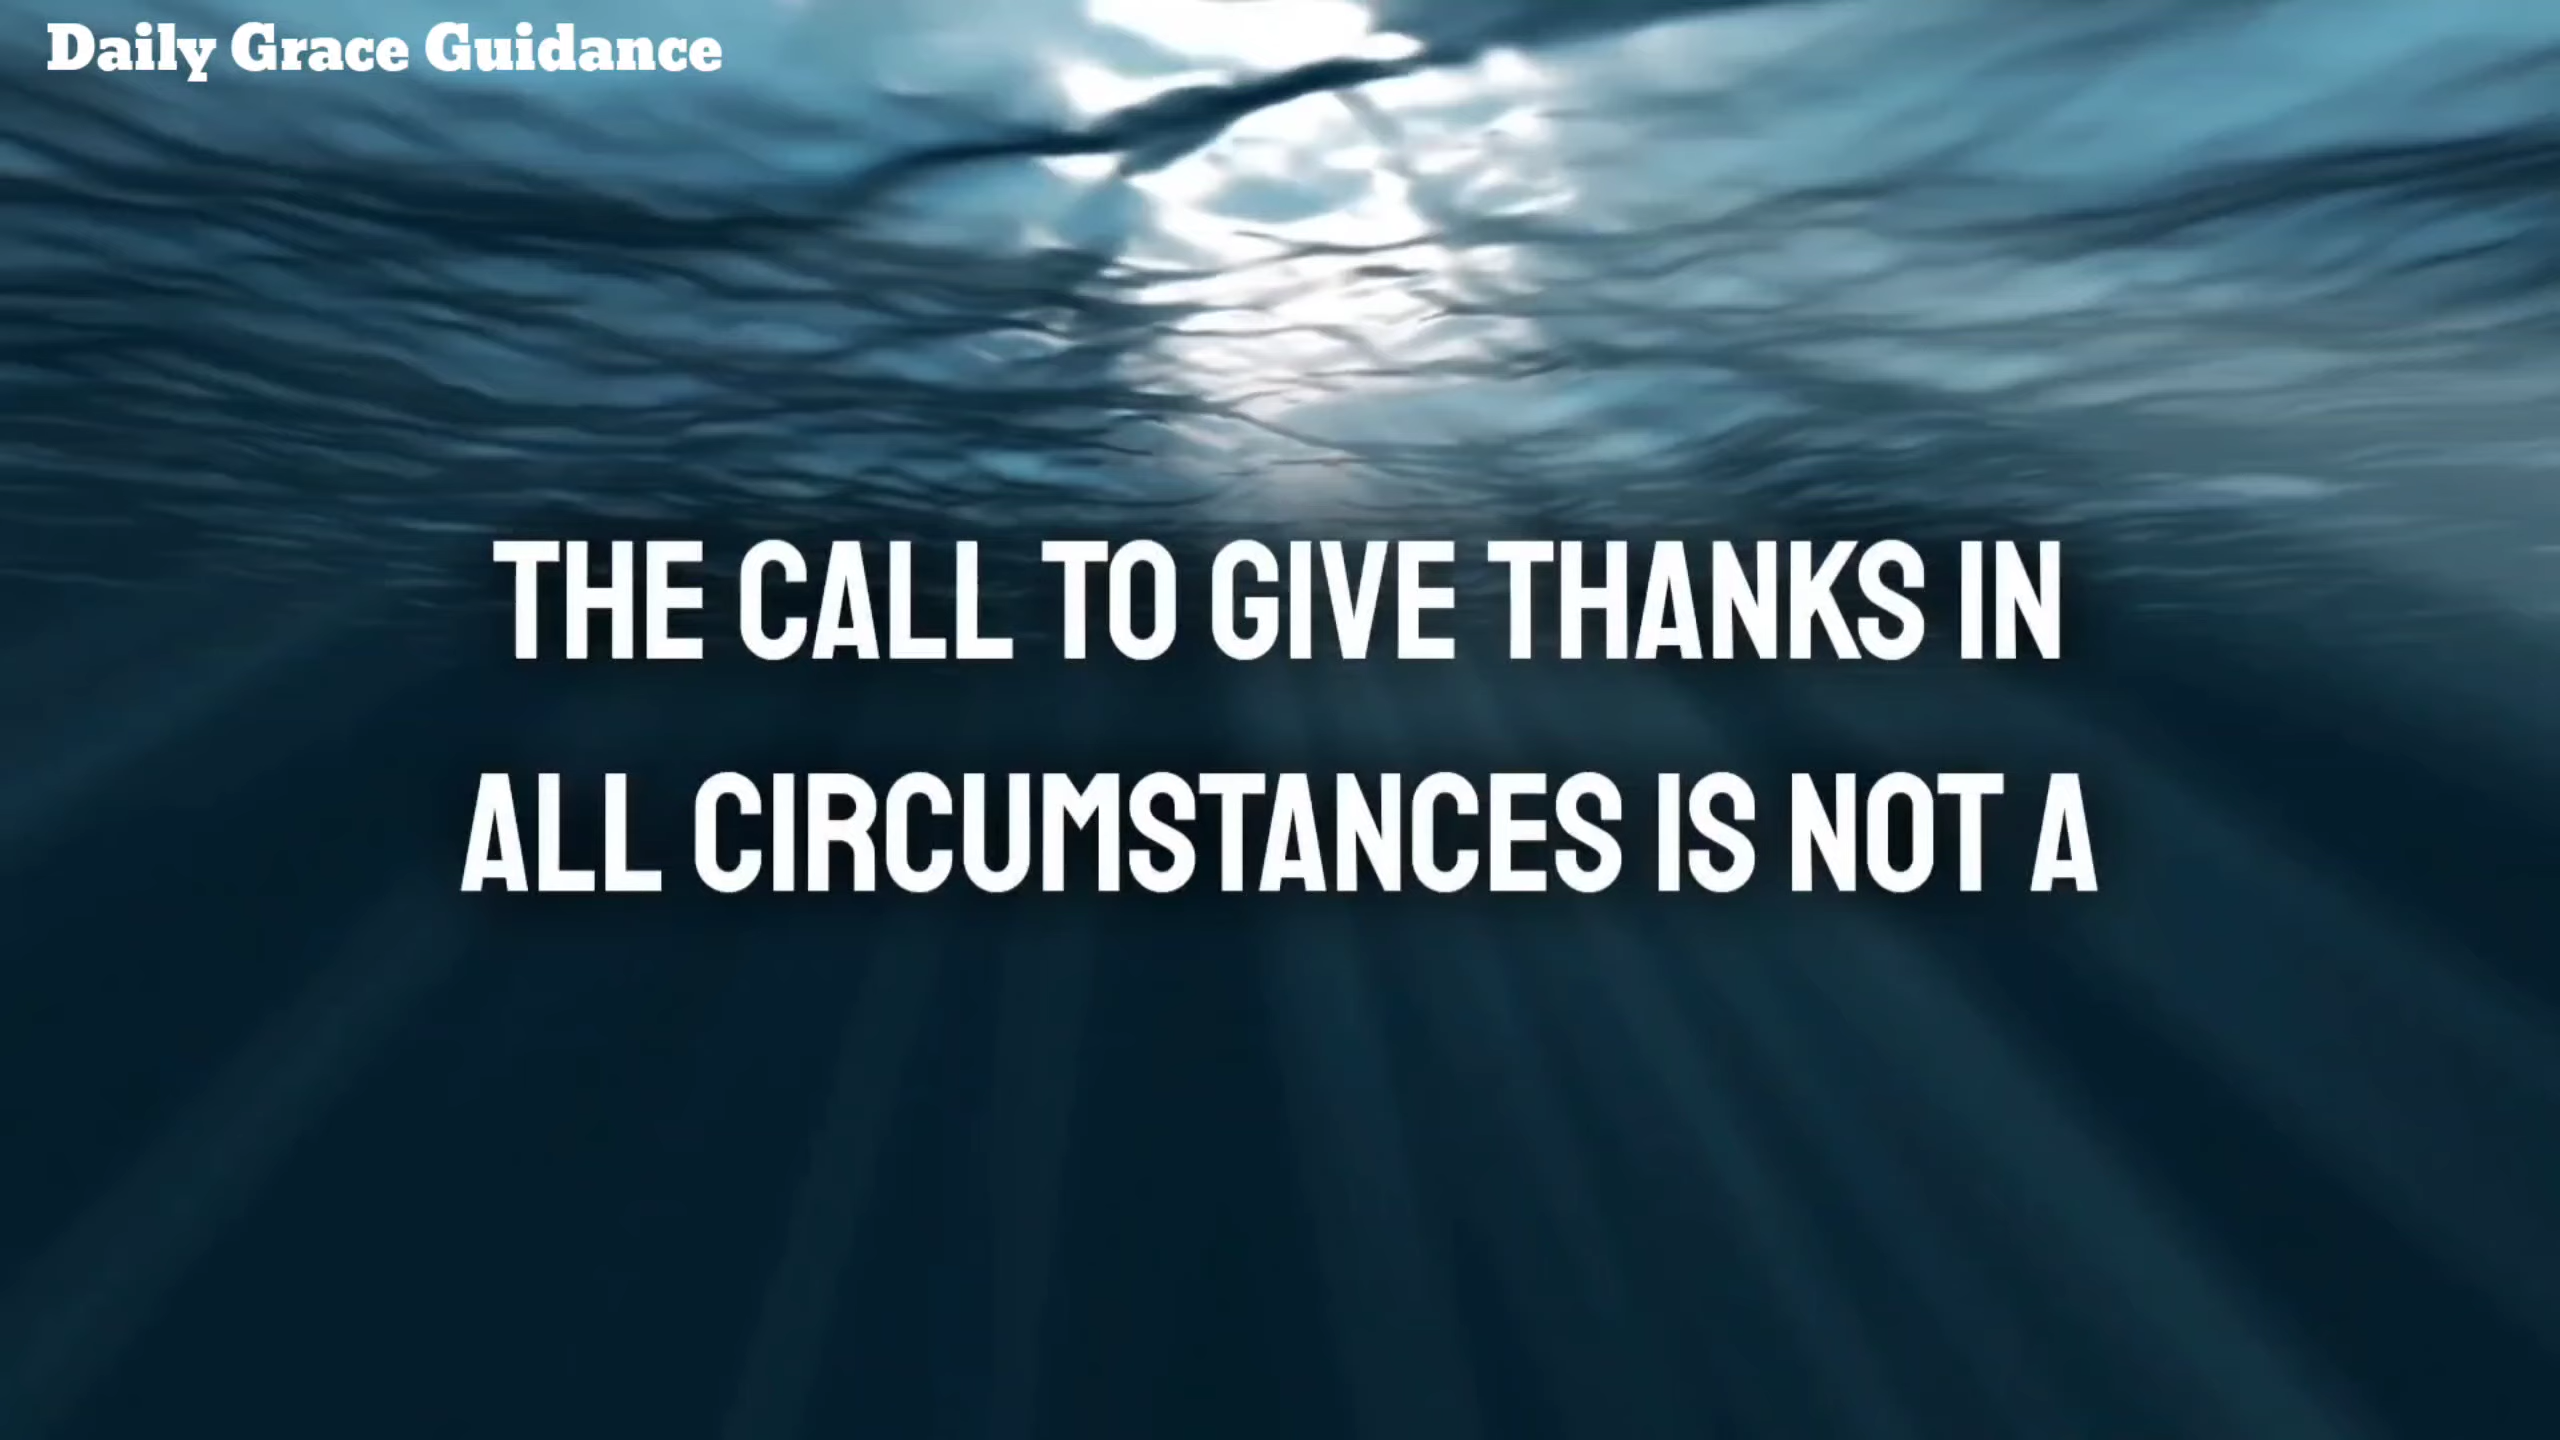 Daily Grace Guidance
THE CALL TO GIVE THANKS IN
ALL CIRCUMSTANCES IS NOT A